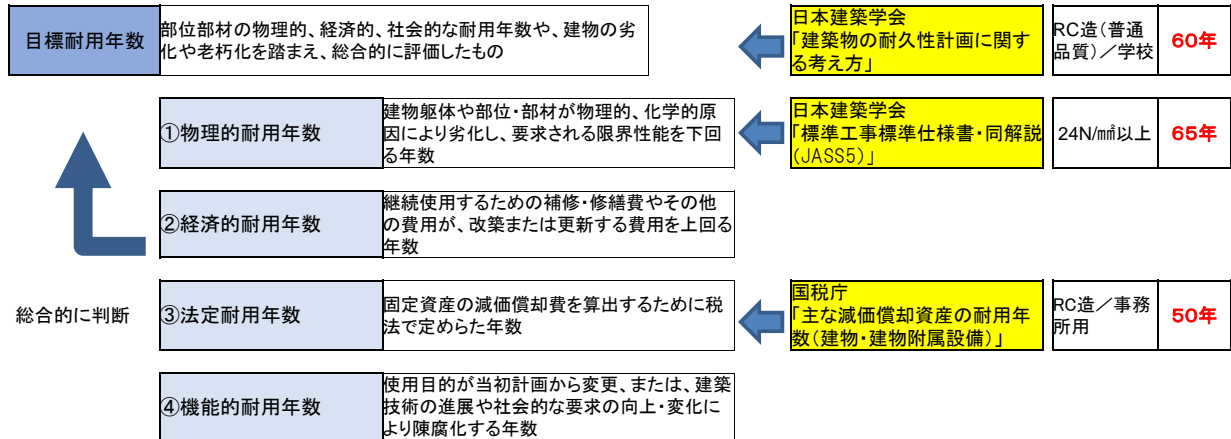 目標耐用年数
部位部材の物理的、経済的、社会的な耐用年数や、建物の劣
化や老朽化を踏まえ、総合的に評価したもの
日本建築学会
「建築物の耐久性計画に関す
る考え方」
RC造(普通
品質)/学校
60年
①物理的耐用年数
建物躯体や部位・部材が物理的、化学的原
因により劣化し、要求される限界性能を下回
る年数
日本建築学会
「標準工事標準仕様書・同解説
(JASS5)」
24N/㎟以上
65年
②経済的耐用年数
継続使用するための補修・修繕費やその他
の費用が、改築または更新する費用を上回る
年数
総合的に判断
③法定耐用年数
固定資産の減価償却費を算出するために税
法で定めらた年数
国税庁
「主な減価償却資産の耐用年
数(建物・建物附属設備)」
RC造/事務
所用
50年
④機能的耐用年数
使用目的が当初計画から変更、または、建築
技術の進展や社会的な要求の向上・変化に
より陳腐化する年数